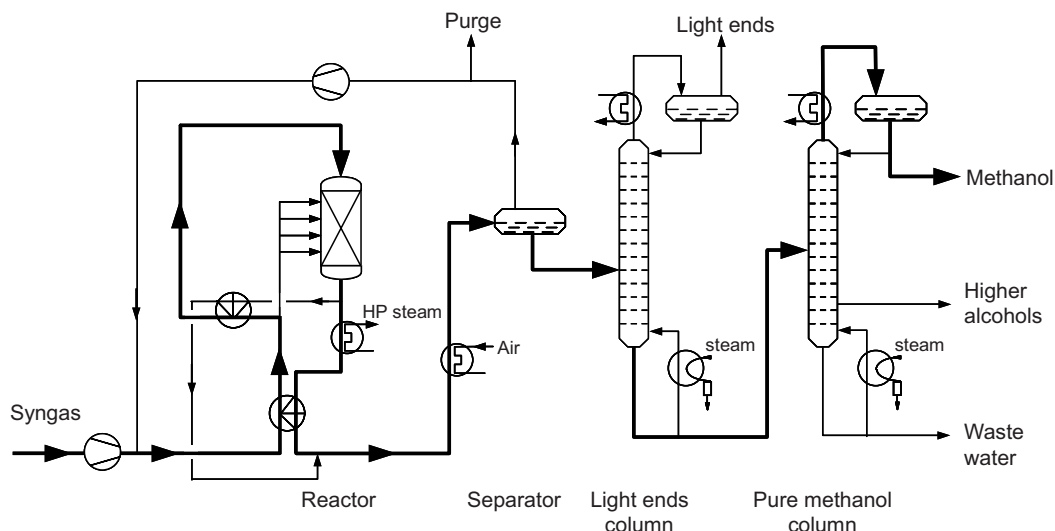 Purge
Light ends
Methanol
HP steam
Air
steam
steam
Higher
alcohols
Syngas
Waste
water
Reactor
Separator
Light ends
column
Pure methanol
column